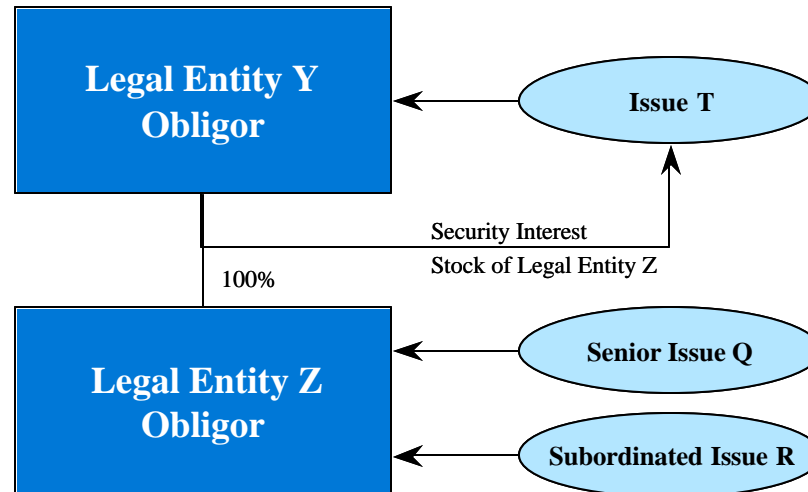 Legal Entity Y
Obligor
Issue T
Security Interest
Stock of Legal Entity Z
100%
Legal Entity Z
Obligor
Senior Issue Q
Subordinated Issue R